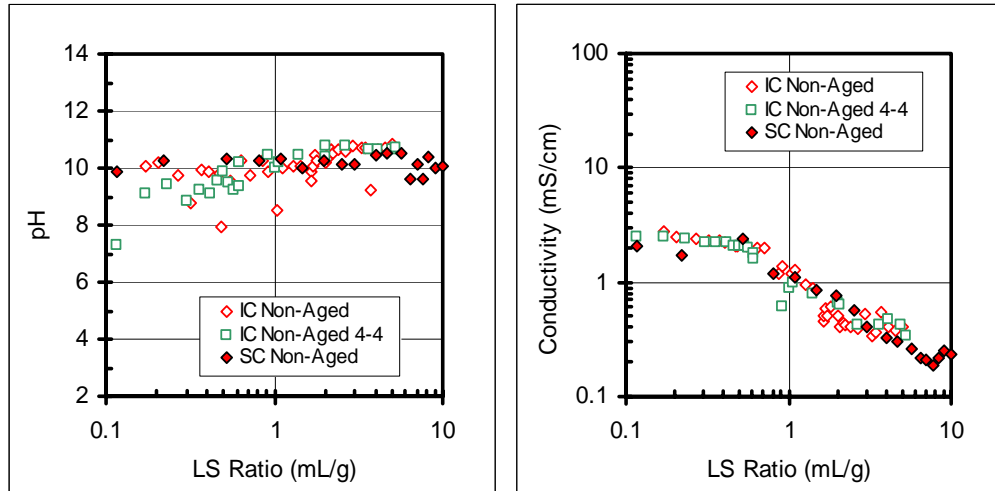 14
12
10
8
6
4
2
pH
IC Non-Aged
IC Non-Aged 4-4
SC Non-Aged
0.1
1
10
LS Ratio (mL/g)
100
10
1
0.1
Conductivity (mS/cm)
IC Non-Aged
IC Non-Aged 4-4
SC Non-Aged
0.1
1
10
LS Ratio (mL/g)